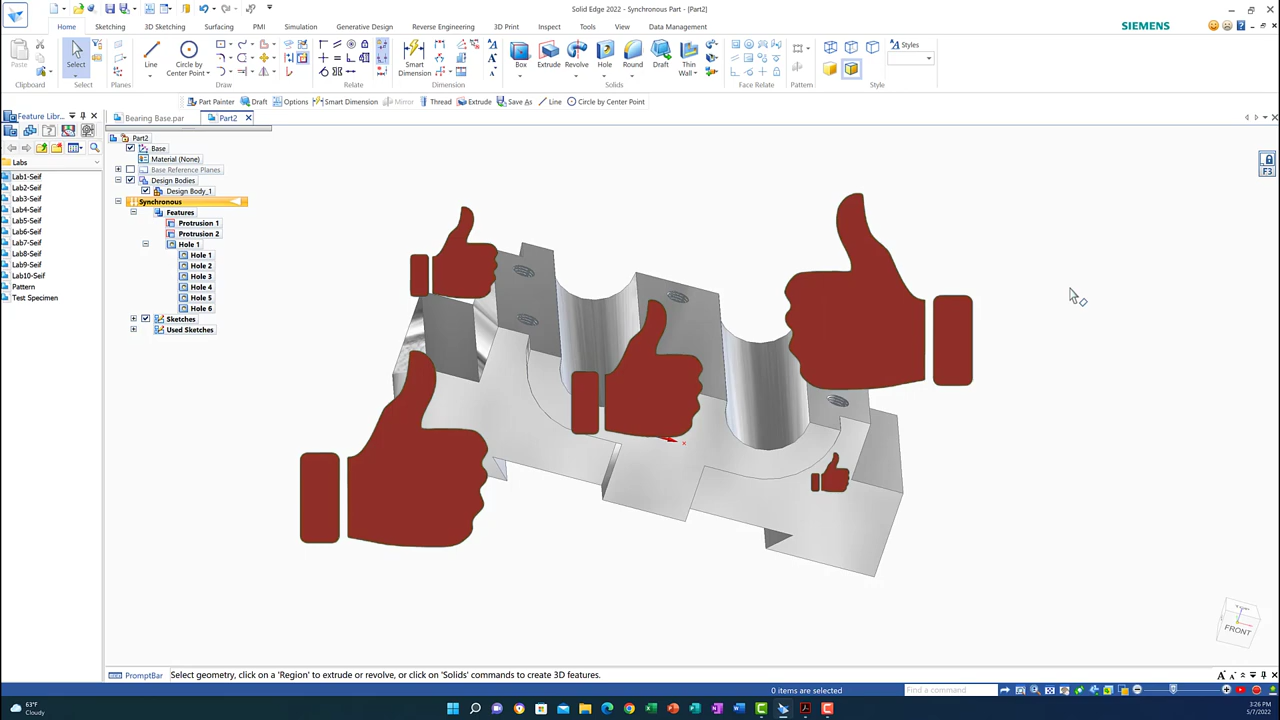 Solid Edge 2022 - Synchronous Part - [Part2]
Home
Sketching
3D Sketching
Surfacing
PMI
Simulation
Generative Design
Reverse Engineering
3D Print
Inspect
Tools
View
Data Management
SIEMENS
Paste
Select
Line
Circle by
Center Point
Smart
Dimension
Box
Extrude
Revolve
Hole
Round
Draft
Thin
Wall
Styles
Clipboard
Select
Planes
Draw
Relate
Dimension
Solids
Face Relate
Pattern
Style
Part Painter
Draft
Options
Smart Dimension
Mirror
Thread
Extrude
Save As
Line
Circle by Center Point
Feature Libr...
Bearing Base.par
Part2
F3
Labs
Lab1-Seif
Lab2-Seif
Lab3-Seif
Lab4-Seif
Lab5-Seif
Lab6-Seif
Lab7-Seif
Lab8-Seif
Lab9-Seif
Lab10-Seif
Pattern
Test Specimen
Part2
Base
Material (None)
Base Reference Planes
Design Bodies
Design Body_1
Synchronous
Features
Protrusion 1
Protrusion 2
Hole 1
Hole 1
Hole 2
Hole 3
Hole 4
Hole 5
Hole 6
Sketches
Used Sketches
x
FRONT
PromptBar
Select geometry, click on a 'Region' to extrude or revolve, or click on 'Solids' commands to create 3D features.
0 items are selected
Find a command
63°F
Cloudy
3:26 PM
5/7/2022